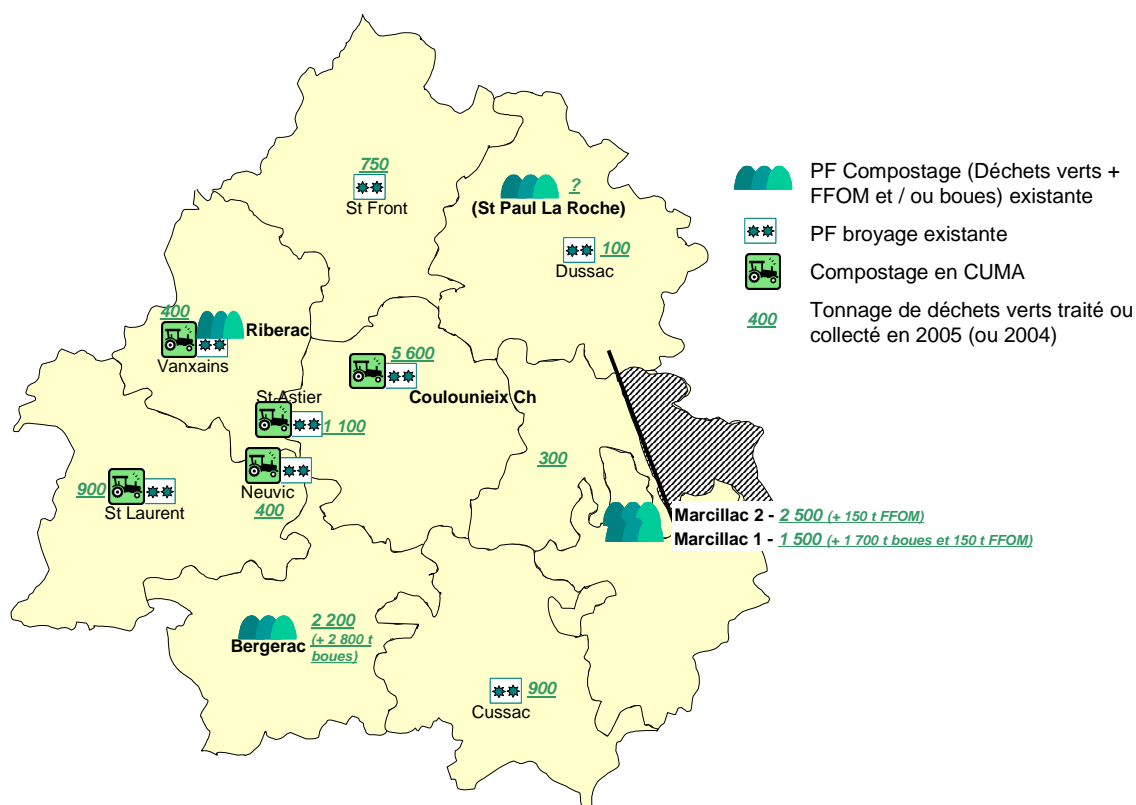 750
St Front
?
(St Paul La Roche)
100
Dussac
PF Compostage (Déchets verts +
FFOM et / ou boues) existante
PF broyage existante
Compostage en CUMA
400
Tonnage de déchets verts traité ou
collecté en 2005 (ou 2004)
400
Riberac
Vanxains
5 600
Coulounieix Ch
St Astier
1 100
300
900
St Laurent
Neuvic
400
Marcillac 2 - 2 500 (+ 150 t FFOM)
Marcillac 1 - 1 500 (+ 1 700 t boues et 150 t FFOM)
2 200
Bergerac
(+ 2 800 t
boues)
900
Cussac